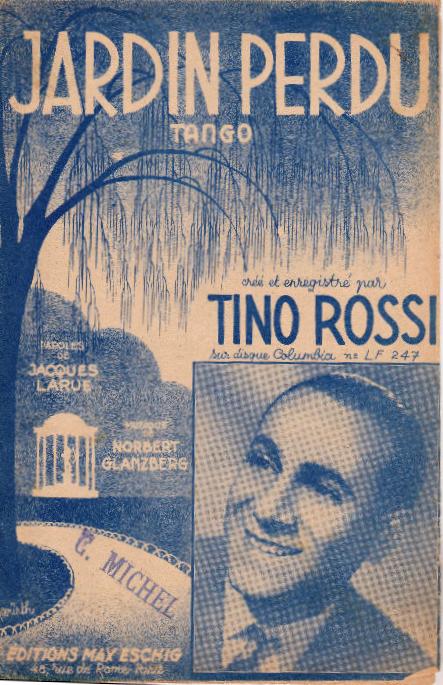 JARDIN PERDU
TANGO
créé et enregistré par
TINO ROSSI
sur disque Columbia nº LF 247
PAROLES
DE
JACQUES
LARUE
MUSIQUE
DE
NORBERT
GLANZBERG
C. MICHEL
EDITIONS MAX ESCHIG
48, rue de Rome Paris